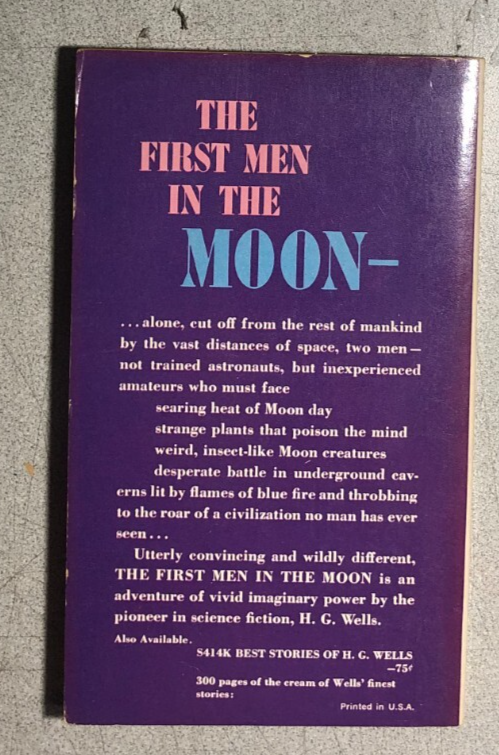 THE
FIRST MEN
IN THE
MOON—
...alone, cut off from the rest of mankind
by the vast distances of space, two men—
not trained astronauts, but inexperienced
amateurs who must face
searing heat of Moon day
strange plants that poison the mind
weird, insect-like Moon creatures
desperate battle in underground cav-
erns lit by flames of blue fire and throbbing
to the roar of a civilization no man has ever
seen...
Utterly convincing and wildly different,
THE FIRST MEN IN THE MOON is an
adventure of vivid imaginary power by the
pioneer in science fiction, H. G. Wells.
Also Available.
S414K BEST STORIES OF H. G. WELLS
—75¢
300 pages of the cream of Wells' finest
stories:
Printed in U.S.A.